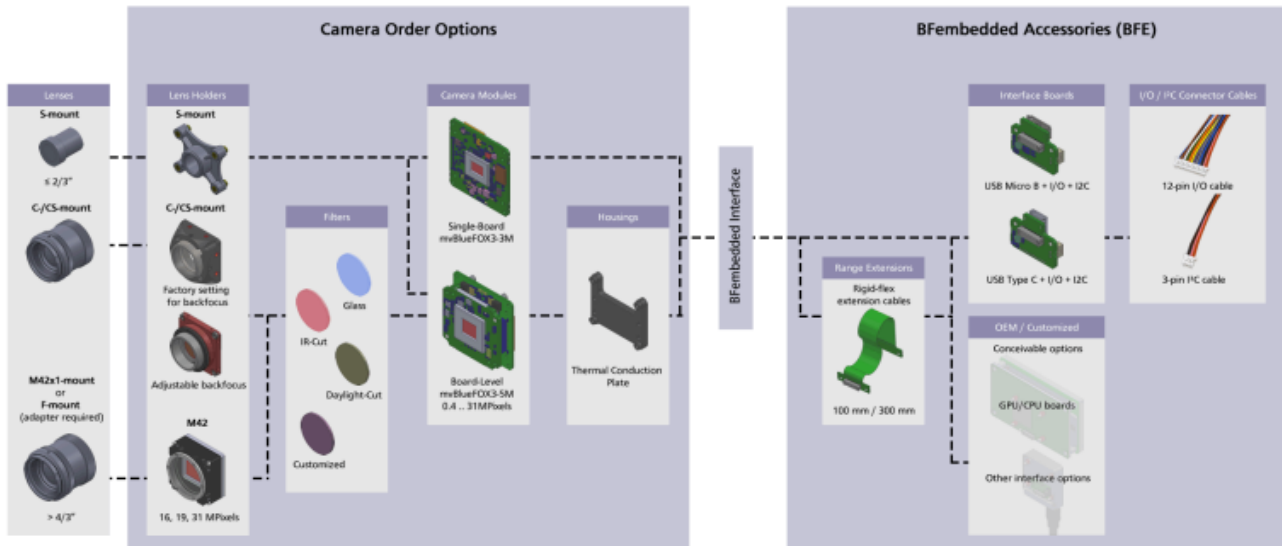 Camera Order Options
BFembedded Accessories (BFE)
Lenses
S-mount
≤ 2/3"
C-/CS-mount
M42x1-mount
or
F-mount
(adapter required)
> 4/3"
Lens Holders
S-mount
C-/CS-mount
Factory setting
for backfocus
Adjustable backfocus
M42
16, 19, 31 MPixels
Filters
Glass
IR-Cut
Daylight-Cut
Customized
Camera Modules
Single-Board
mvBlueFOX3-3M
Board-Level
mvBlueFOX3-5M
0.4 .. 31MPixels
Housings
Thermal Conduction
Plate
BFembedded Interface
Range Extensions
Rigid-flex
extension cables
100 mm / 300 mm
Interface Boards
USB Micro B + I/O + I2C
USB Type C + I/O + I2C
OEM / Customized
Conceivable options
GPU/CPU boards
Other interface options
I/O / I²C Connector Cables
12-pin I/O cable
3-pin I²C cable